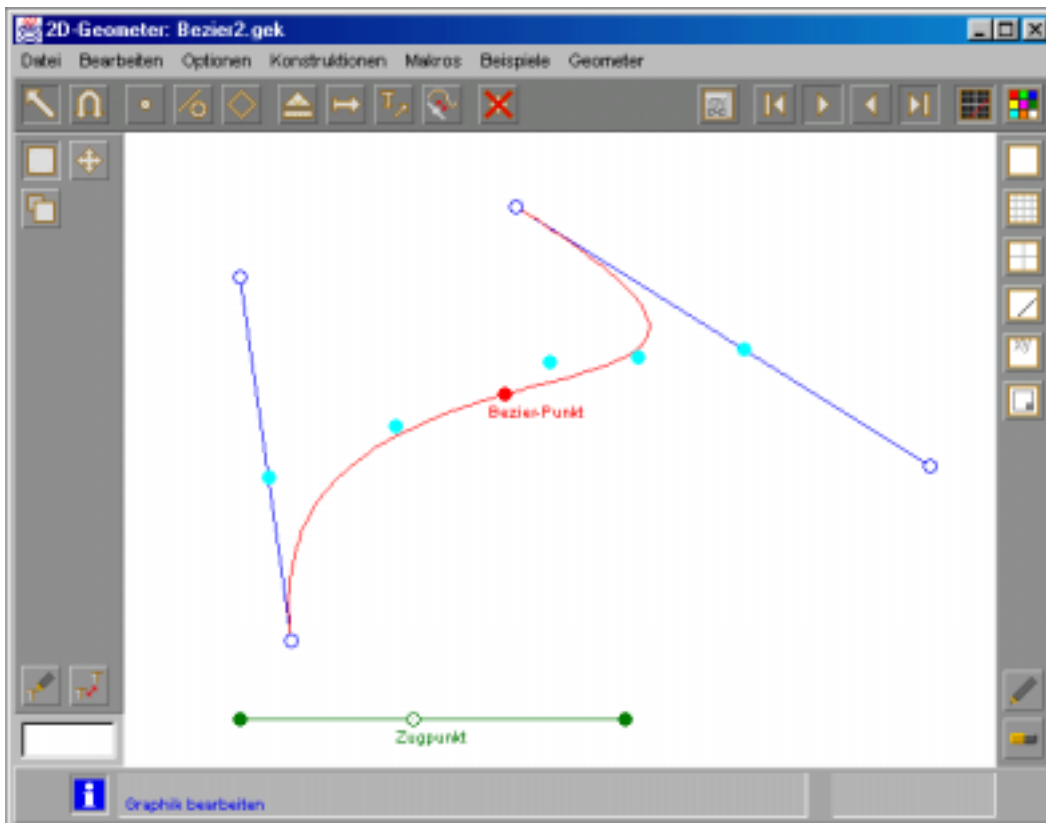 2D-Geometer: Bezier2.gek
Datei Bearbeiten Optionen Konstruktionen Makros Beispiele Geometer
Bezier-Punkt
Zugpunkt
Graphik bearbeiten